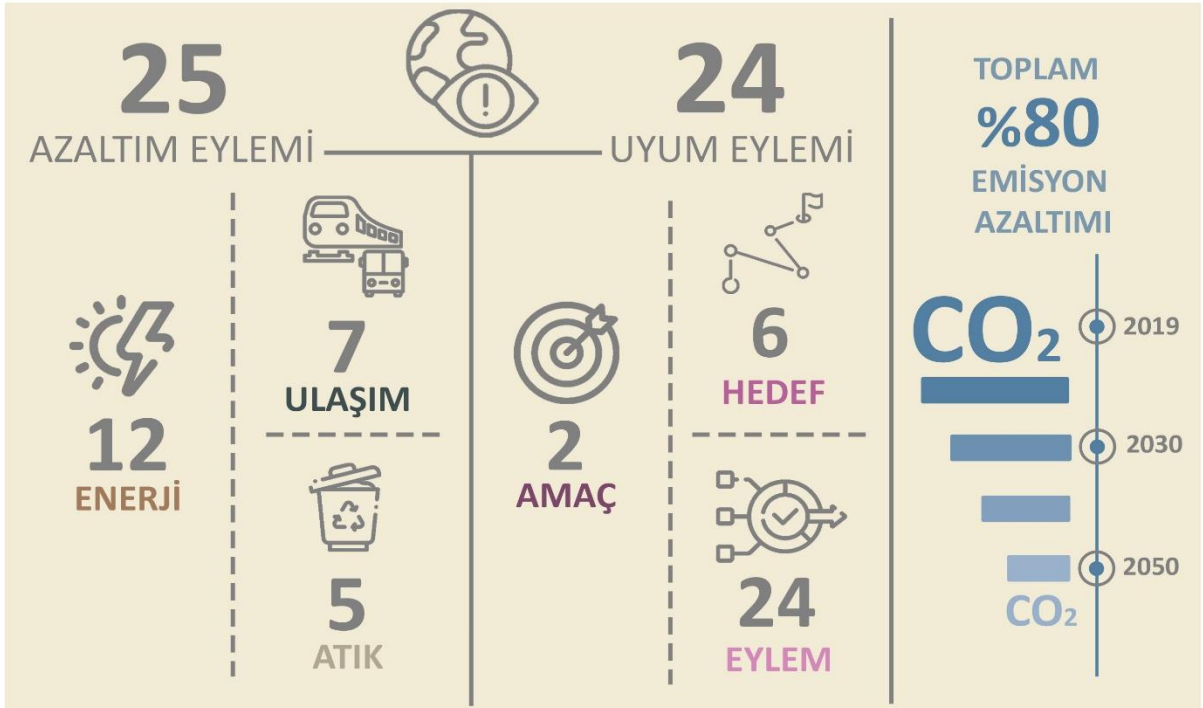 25
AZALTIM EYLEMİ
12
ENERJİ
7
ULAŞIM
5
ATIK
24
UYUM EYLEMİ
2
AMAÇ
6
HEDEF
24
EYLEM
TOPLAM
%80
EMİSYON
AZALTIMI
CO₂
2019
2030
2050
CO₂